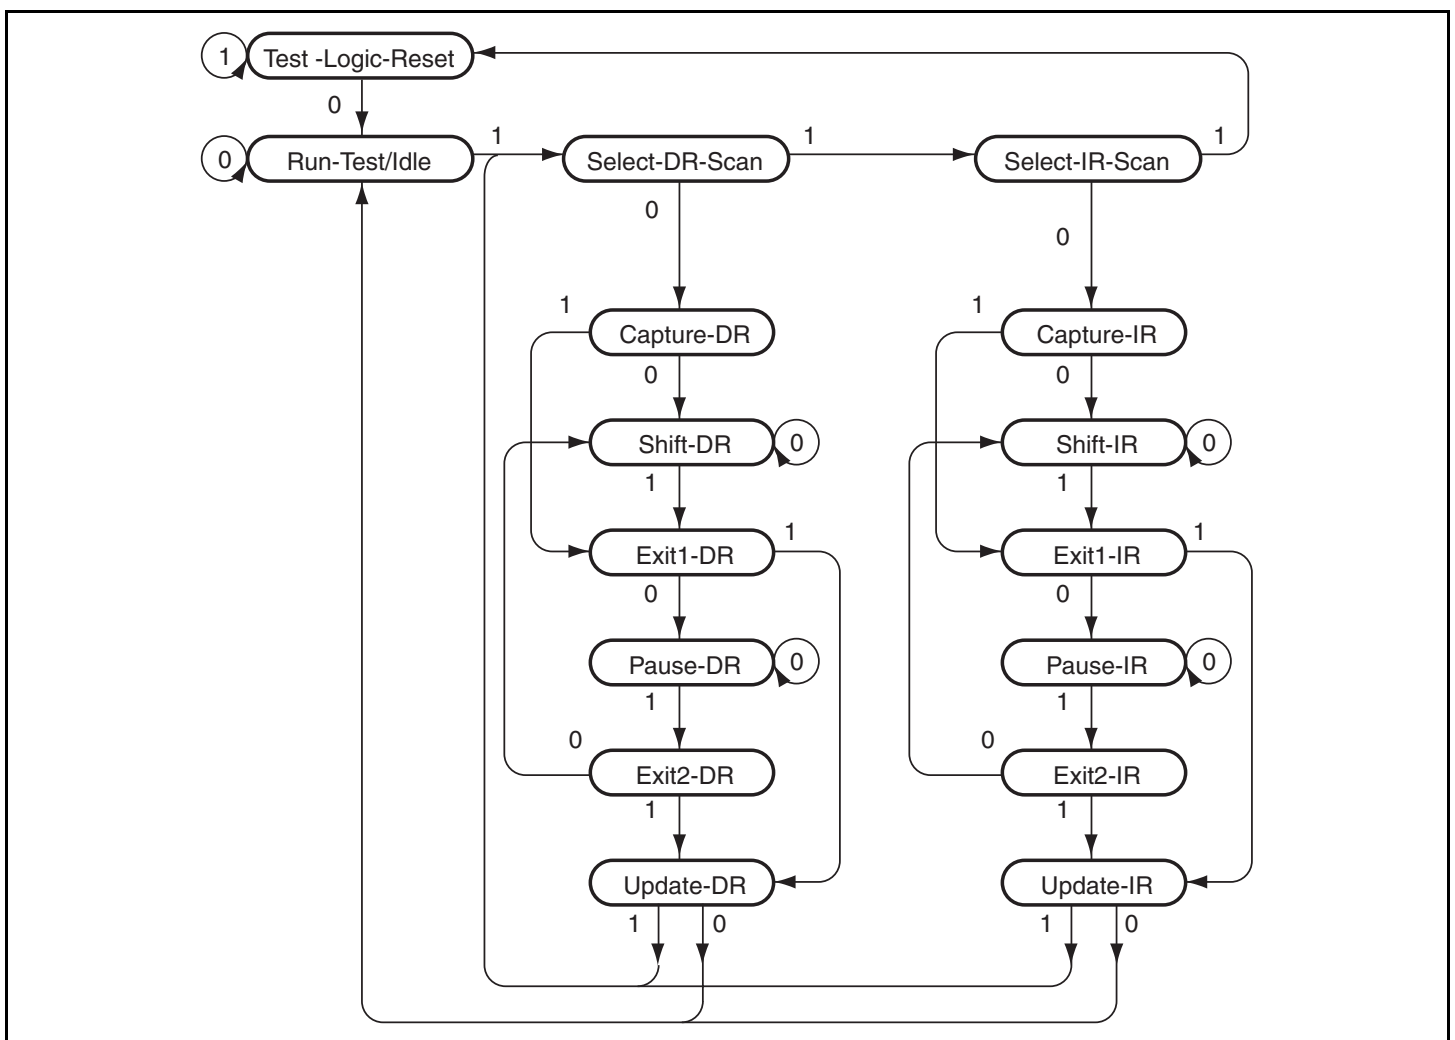 1
Test -Logic-Reset
0
0
Run-Test/Idle
1
Select-DR-Scan
1
Select-IR-Scan
1
0
0
1
Capture-DR
0
1
Capture-IR
0
Shift-DR
0
1
Shift-IR
0
1
Exit1-DR
1
0
Exit1-IR
1
0
Pause-DR
0
1
Pause-IR
0
1
0
Exit2-DR
1
0
Exit2-IR
1
Update-DR
1
0
Update-IR
1
0